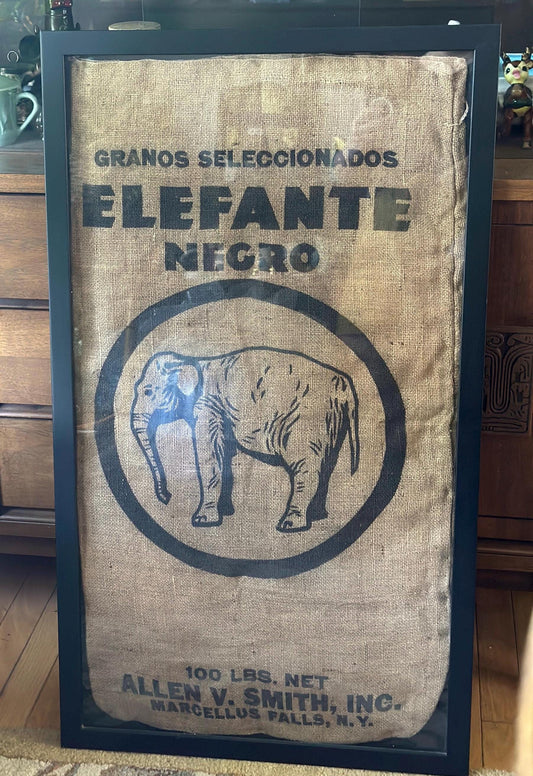 GRANOS SELECCIONADOS
ELEFANTE
NEGRO
100 LBS. NET
ALLEN V. SMITH, INC.
MARCELLUS FALLS, N.Y.